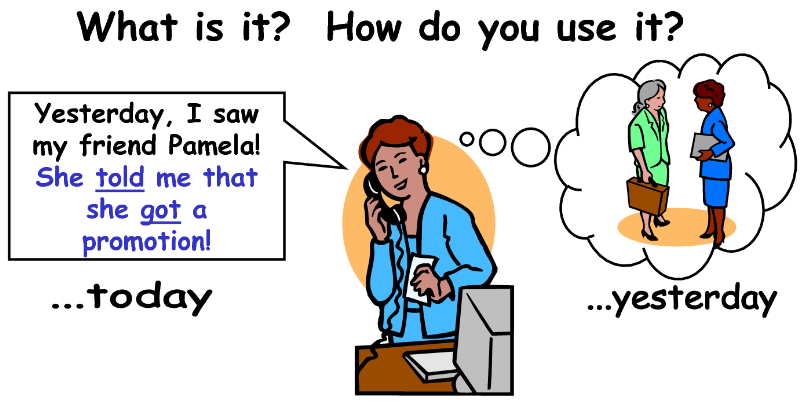 What is it?  How do you use it?
Yesterday, I saw
my friend Pamela!
She told me that
she got a
promotion!
...today
...yesterday